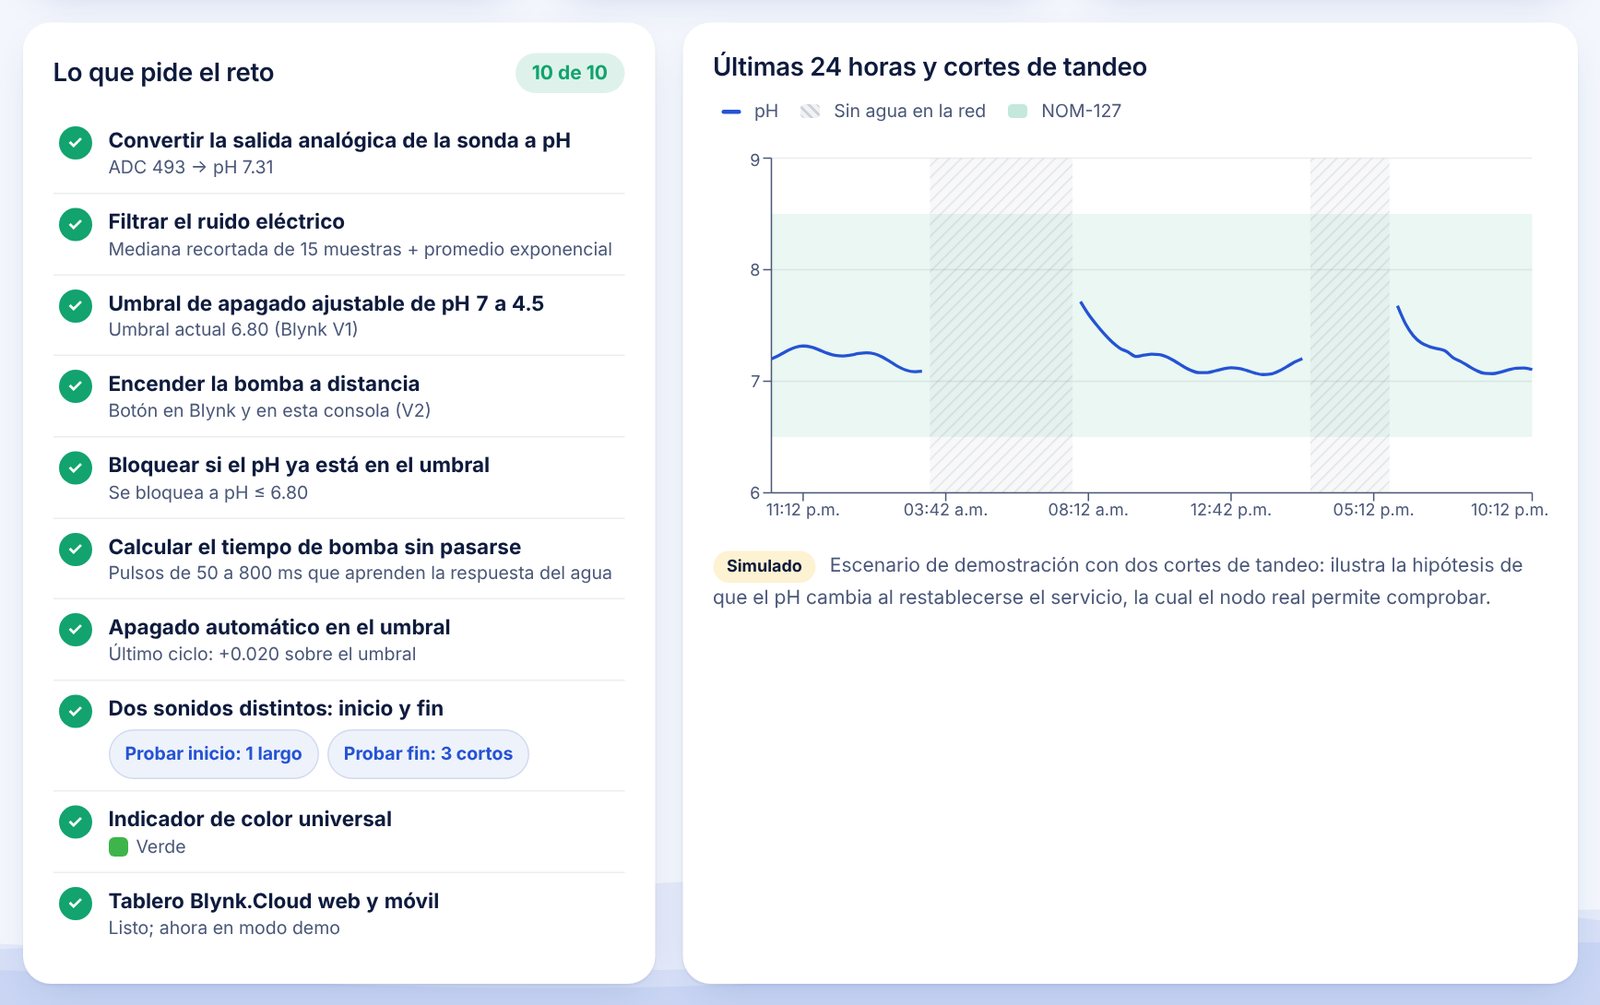 Lo que pide el reto
10 de 10
Convertir la salida analógica de la sonda a pH
ADC 493 → pH 7.31
Filtrar el ruido eléctrico
Mediana recortada de 15 muestras + promedio exponencial
Umbral de apagado ajustable de pH 7 a 4.5
Umbral actual 6.80 (Blynk V1)
Encender la bomba a distancia
Botón en Blynk y en esta consola (V2)
Bloquear si el pH ya está en el umbral
Se bloquea a pH ≤ 6.80
Calcular el tiempo de bomba sin pasarse
Pulsos de 50 a 800 ms que aprenden la respuesta del agua
Apagado automático en el umbral
Último ciclo: +0.020 sobre el umbral
Dos sonidos distintos: inicio y fin
Probar inicio: 1 largo
Probar fin: 3 cortos
Indicador de color universal
Verde
Tablero Blynk.Cloud web y móvil
Listo; ahora en modo demo
Últimas 24 horas y cortes de tandeo
pH
Sin agua en la red
NOM-127
9
8
7
6
11:12 p.m.
03:42 a.m.
08:12 a.m.
12:42 p.m.
05:12 p.m.
10:12 p.m.
Simulado Escenario de demostración con dos cortes de tandeo: ilustra la hipótesis de
que el pH cambia al restablecerse el servicio, la cual el nodo real permite comprobar.